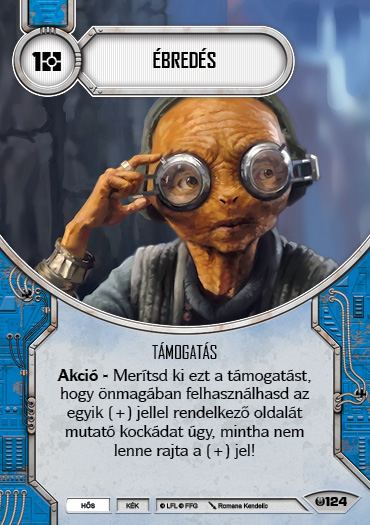 1
ÉBREDÉS
TÁMOGATÁS
Akció - Merítsd ki ezt a támogatást,
hogy önmagában felhasználhasd az
egyik (+) jellel rendelkező oldalát
mutató kockádat úgy, mintha nem
lenne rajta a (+) jel!
HŐS KÉK © LFL © FFG Romana Kendelic 124